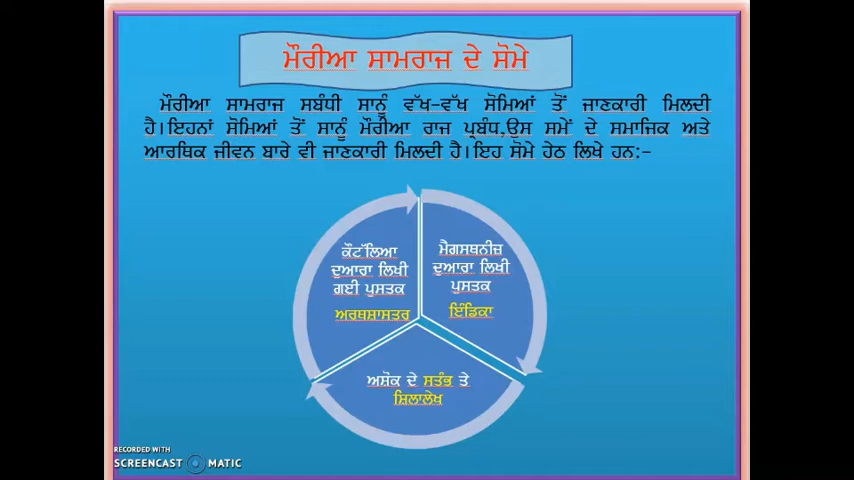 ਮੌਰੀਆ ਸਾਮਰਾਜ ਦੇ ਸੋਮੇ
ਮੌਰੀਆ ਸਾਮਰਾਜ ਸਬੰਧੀ ਸਾਨੂੰ ਵੱਖ-ਵੱਖ ਸੋਮਿਆਂ ਤੋਂ ਜਾਣਕਾਰੀ ਮਿਲਦੀ
ਹੈ।ਇਹਨਾਂ ਸੋਮਿਆਂ ਤੋਂ ਸਾਨੂੰ ਮੌਰੀਆ ਰਾਜ ਪ੍ਰਬੰਧ,ਉਸ ਸਮੇਂ ਦੇ ਸਮਾਜਿਕ ਅਤੇ
ਆਰਥਿਕ ਜੀਵਨ ਬਾਰੇ ਵੀ ਜਾਣਕਾਰੀ ਮਿਲਦੀ ਹੈ।ਇਹ ਸੋਮੇ ਹੇਠ ਲਿਖੇ ਹਨ:-
ਕੌਟੱਲਿਆ
ਦੁਆਰਾ ਲਿਖੀ
ਗਈ ਪੁਸਤਕ
ਅਰਥਸ਼ਾਸਤਰ
ਮੈਗਸਥਨੀਜ਼
ਦੁਆਰਾ ਲਿਖੀ
ਪੁਸਤਕ
ਇੰਡਿਕਾ
ਅਸ਼ੋਕ ਦੇ ਸਤੰਭ ਤੇ
ਸ਼ਿਲਾਲੇਖ
RECORDED WITH
SCREENCAST MATIC